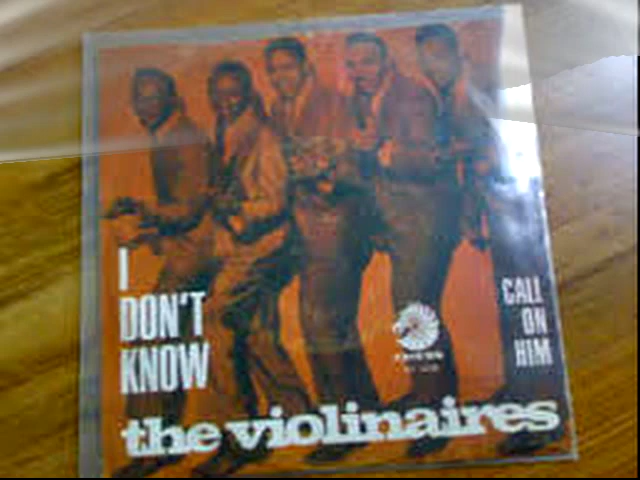 I
DON'T
KNOW
CALL
ON
HIM
the violinaires